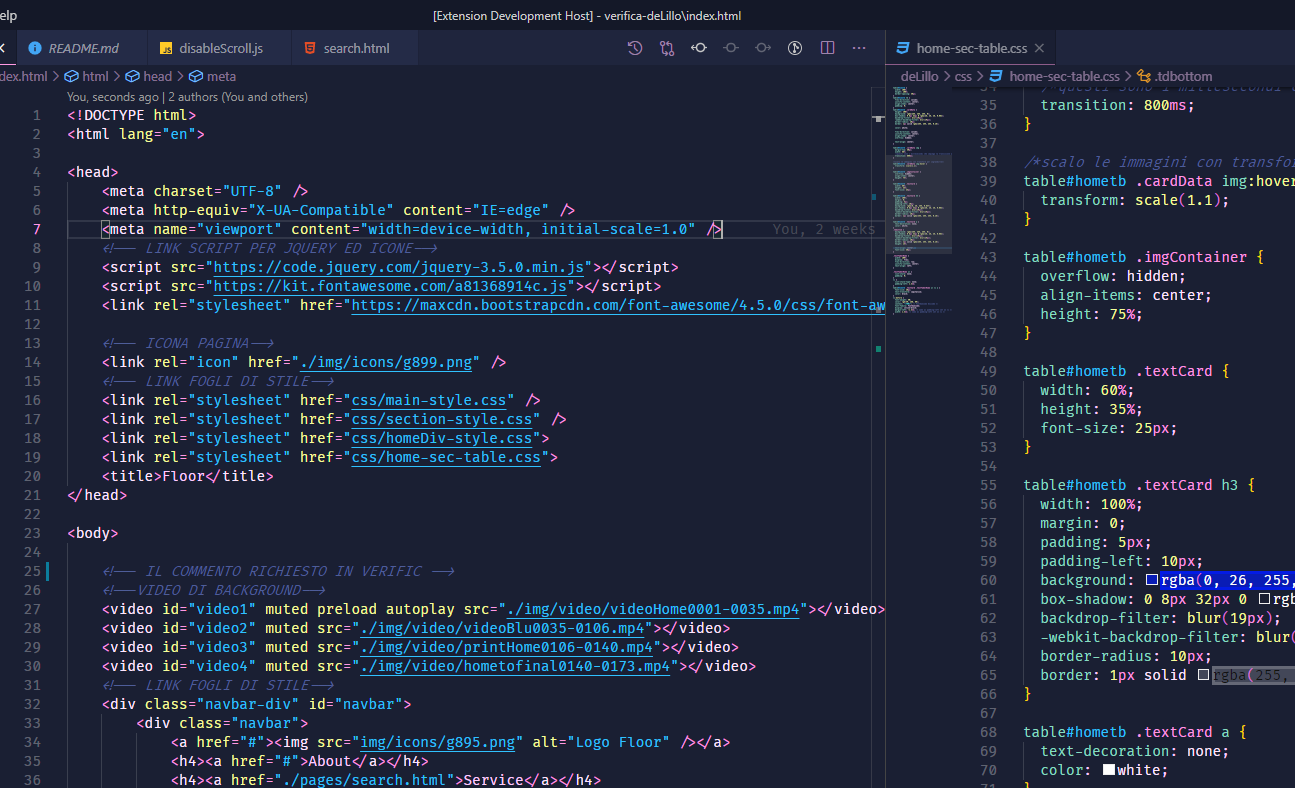 elp
[Extension Development Host] - verifica-deLillo\index.html
README.md
disableScroll.js
search.html
home-sec-table.css
dex.html > html > head > meta
deLillo > css > home-sec-table.css > .tdbottom
You, seconds ago | 2 authors (You and others)
1 <!DOCTYPE html>
2 <html lang="en">
3
4 <head>
5 <meta charset="UTF-8" />
6 <meta http-equiv="X-UA-Compatible" content="IE=edge" />
7 <meta name="viewport" content="width=device-width, initial-scale=1.0" /> You, 2 weeks
8 <!-- LINK SCRIPT PER JQUERY ED ICONE-->
9 <script src="https://code.jquery.com/jquery-3.5.0.min.js"></script>
10 <script src="https://kit.fontawesome.com/a81368914c.js"></script>
11 <link rel="stylesheet" href="https://maxcdn.bootstrapcdn.com/font-awesome/4.5.0/css/font-aw
12
13 <!-- ICONA PAGINA-->
14 <link rel="icon" href="./img/icons/g899.png" />
15 <!-- LINK FOGLI DI STILE-->
16 <link rel="stylesheet" href="css/main-style.css" />
17 <link rel="stylesheet" href="css/section-style.css" />
18 <link rel="stylesheet" href="css/homeDiv-style.css">
19 <link rel="stylesheet" href="css/home-sec-table.css">
20 <title>Floor</title>
21 </head>
22
23 <body>
24
25 <!-- IL COMMENTO RICHIESTO IN VERIFIC -->
26 <!--VIDEO DI BACKGROUND-->
27 <video id="video1" muted preload autoplay src="./img/video/videoHome0001-0035.mp4"></video>
28 <video id="video2" muted src="./img/video/videoBlu0035-0106.mp4"></video>
29 <video id="video3" muted src="./img/video/printHome0106-0140.mp4"></video>
30 <video id="video4" muted src="./img/video/hometofinal0140-0173.mp4"></video>
31 <!-- LINK FOGLI DI STILE-->
32 <div class="navbar-div" id="navbar">
33 <div class="navbar">
34 <a href="#"><img src="img/icons/g895.png" alt="Logo Floor" /></a>
35 <h4><a href="#">About</a></h4>
36 <h4><a href="./pages/search.html">Service</a></h4>
34 /* questi sono i millisecondi
35 transition: 800ms;
36 }
37
38 /*scalo le immagini con transfo
39 table#hometb .cardData img:hover
40 transform: scale(1.1);
41 }
42
43 table#hometb .imgContainer {
44 overflow: hidden;
45 align-items: center;
46 height: 75%;
47 }
48
49 table#hometb .textCard {
50 width: 60%;
51 height: 35%;
52 font-size: 25px;
53 }
54
55 table#hometb .textCard h3 {
56 width: 100%;
57 margin: 0;
58 padding: 5px;
59 padding-left: 10px;
60 background: rgba(0, 26, 255,
61 box-shadow: 0 8px 32px 0 rg
62 backdrop-filter: blur(19px);
63 -webkit-backdrop-filter: blur(
64 border-radius: 10px;
65 border: 1px solid rgba(255,
66 }
67
68 table#hometb .textCard a {
69 text-decoration: none;
70 color: white;
71 }